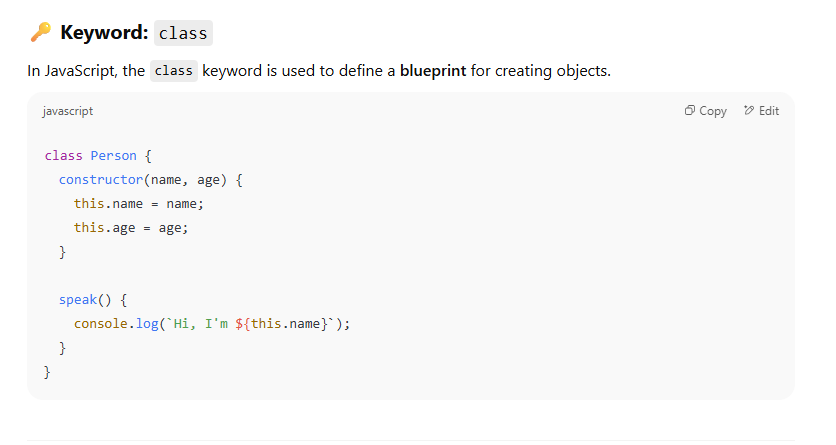 🔑 Keyword: class
In JavaScript, the class keyword is used to define a blueprint for creating objects.
javascript Copy Edit
class Person {
  constructor(name, age) {
    this.name = name;
    this.age = age;
  }

  speak() {
    console.log(`Hi, I'm ${this.name}`);
  }
}